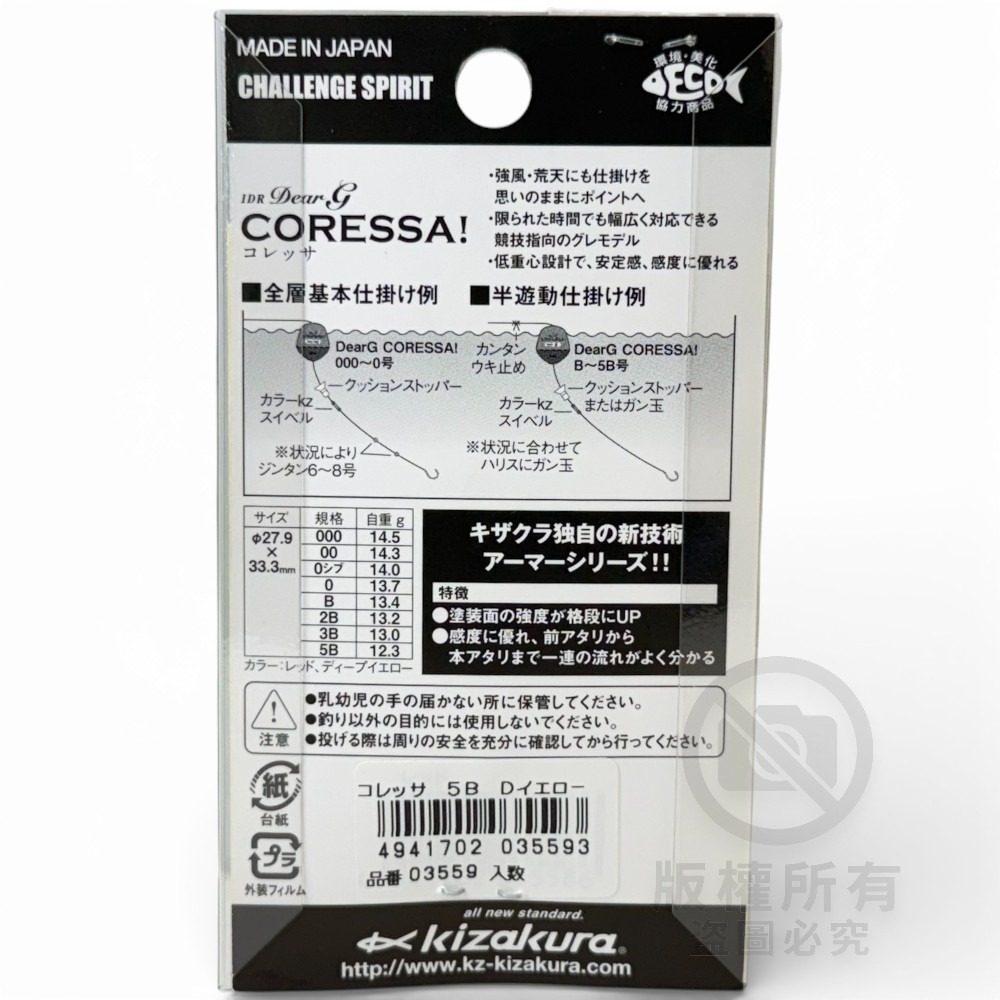 MADE IN JAPAN
CHALLENGE SPIRIT
環境・美化
ECO
協力商品
IDR Dear G
CORESSA!
コレッサ
・強風・荒天にも仕掛けを
思いのままにポイントへ
・限られた時間でも幅広く対応できる
競技指向のグレモデル
・低重心設計で、安定感、感度に優れる
■全層基本仕掛け例
DearG CORESSA!
000〜0号
クッションストッパー
カラーkz
スイベル
※状況により
ジンタン6〜8号
■半遊動仕掛け例
カンタン
ウキ止め
DearG CORESSA!
B〜5B号
クッションストッパー
またはガン玉
カラーkz
スイベル
※状況に合わせて
ハリスにガン玉
サイズ 規格 自重g
φ27.9
×
33.3mm
000 14.5
00 14.3
0シブ 14.0
0 13.7
B 13.4
2B 13.2
3B 13.0
5B 12.3
カラー:レッド、ディープイエロー
キザクラ独自の新技術
アーマーシリーズ!!
特徴
●塗装面の強度が格段にUP
●感度に優れ、前アタリから
本アタリまで一連の流れがよく分かる
注意
●乳幼児の手の届かない所に保管してください。
●釣り以外の目的には使用しないでください。
●投げる際は周りの安全を充分に確認してから行ってください。
紙
台紙
プラ
外装フィルム
コレッサ 5B Dイエロー
4941702 035593
品番 03559 入数
all new standard.
kizakura®
http://www.kz-kizakura.com
版權所有
盜圖必究